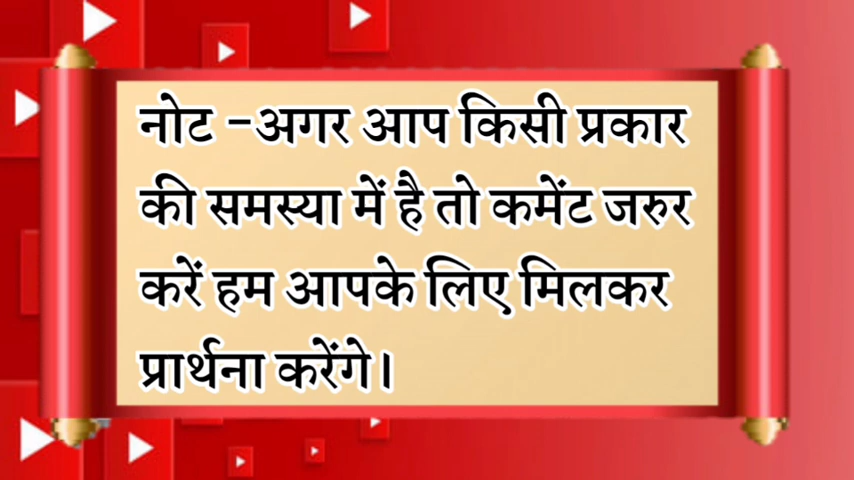 नोट -अगर आप किसी प्रकार
की समस्या में है तो कमेंट जरुर
करें हम आपके लिए मिलकर
प्रार्थना करेंगे।